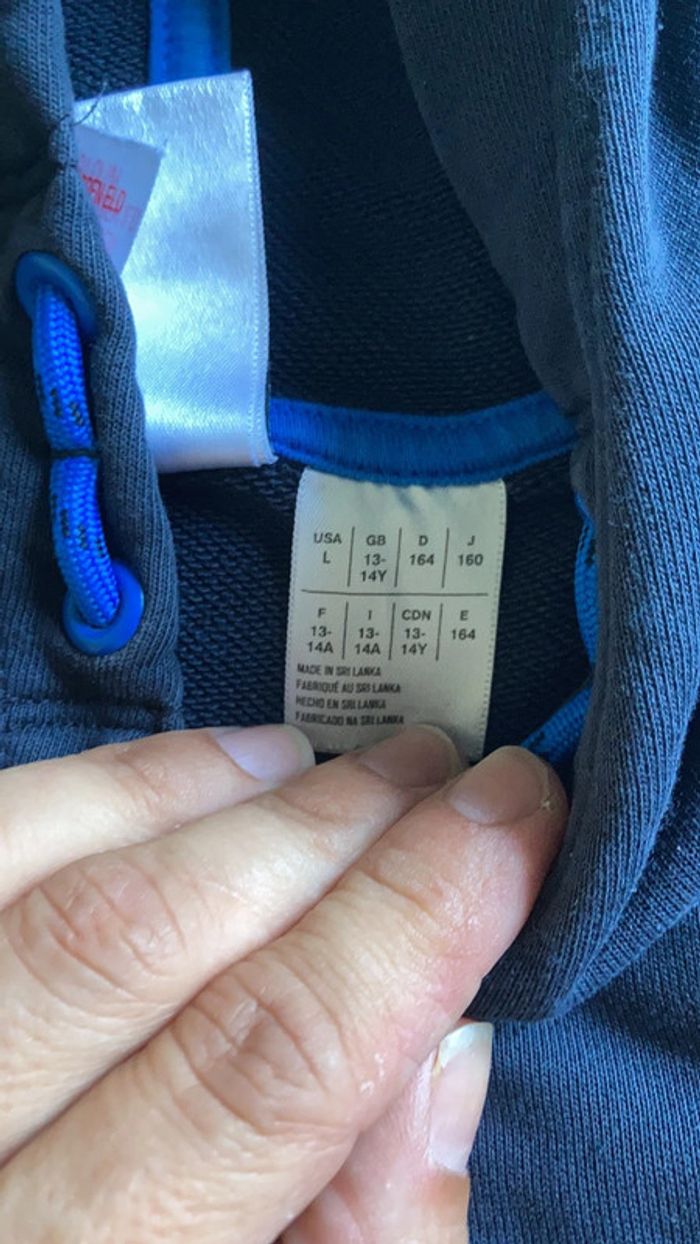 USA GB D J
L 13-14Y 164 160
F I CDN E
13-14A 13-14A 13-14Y 164
MADE IN SRI LANKA
FABRIQUÉ AU SRI LANKA
HECHO EN SRI LANKA
FABRICADO NA SRI LANKA